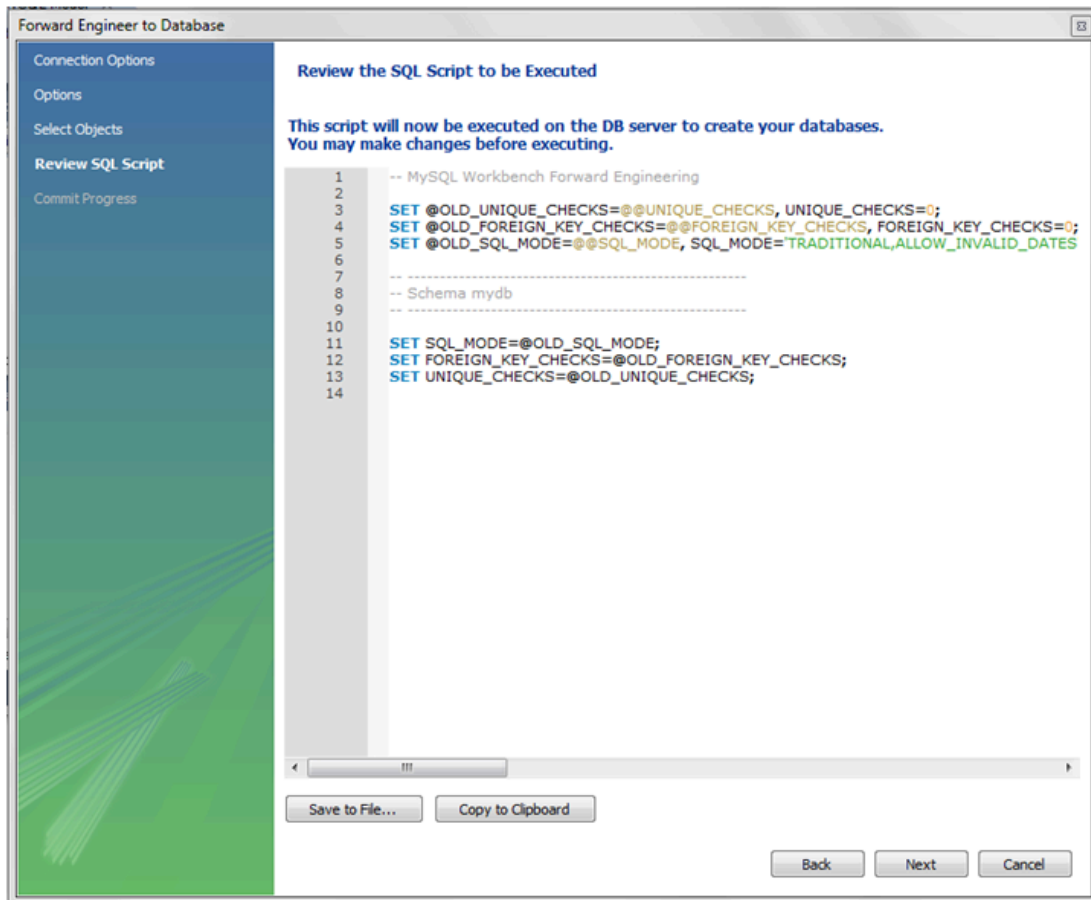 Forward Engineer to Database
Connection Options
Options
Select Objects
Review SQL Script
Commit Progress
Review the SQL Script to be Executed
This script will now be executed on the DB server to create your databases.
You may make changes before executing.
1 -- MySQL Workbench Forward Engineering
2
3 SET @OLD_UNIQUE_CHECKS=@@UNIQUE_CHECKS, UNIQUE_CHECKS=0;
4 SET @OLD_FOREIGN_KEY_CHECKS=@@FOREIGN_KEY_CHECKS, FOREIGN_KEY_CHECKS=0;
5 SET @OLD_SQL_MODE=@@SQL_MODE, SQL_MODE='TRADITIONAL,ALLOW_INVALID_DATES
6
7 -- -----------------------------------------------------
8 -- Schema mydb
9 -- -----------------------------------------------------
10
11 SET SQL_MODE=@OLD_SQL_MODE;
12 SET FOREIGN_KEY_CHECKS=@OLD_FOREIGN_KEY_CHECKS;
13 SET UNIQUE_CHECKS=@OLD_UNIQUE_CHECKS;
14
Save to File... Copy to Clipboard
Back Next Cancel